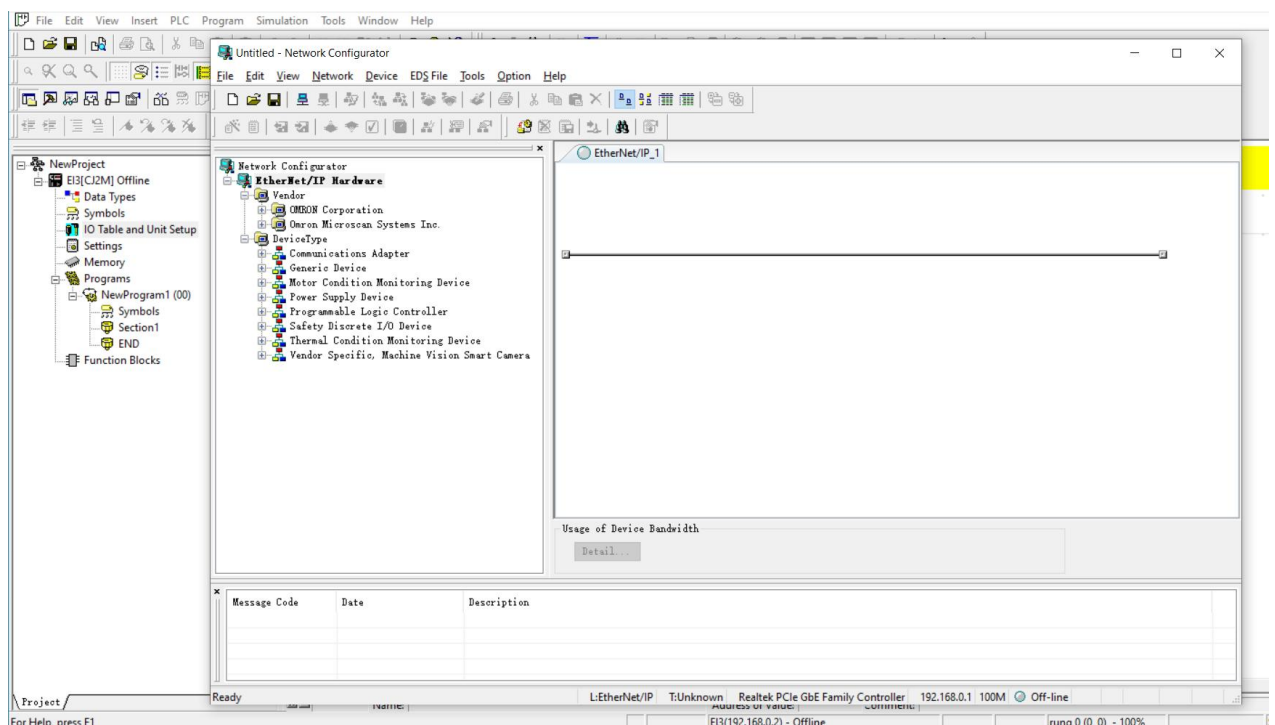 File Edit View Insert PLC Program Simulation Tools Window Help
Untitled - Network Configurator
File Edit View Network Device EDS File Tools Option Help
NewProject
EI3[CJ2M] Offline
Data Types
Symbols
IO Table and Unit Setup
Settings
Memory
Programs
NewProgram1 (00)
Symbols
Section1
END
Function Blocks
Network Configurator
EtherNet/IP Hardware
Vendor
OMRON Corporation
Omron Microscan Systems Inc.
DeviceType
Communications Adapter
Generic Device
Motor Condition Monitoring Device
Power Supply Device
Programmable Logic Controller
Safety Discrete I/O Device
Thermal Condition Monitoring Device
Vendor Specific, Machine Vision Smart Camera
EtherNet/IP_1
Usage of Device Bandwidth
Detail...
Message Code Date Description
Ready L:EtherNet/IP T:Unknown Realtek PCIe GbE Family Controller 192.168.0.1 100M Off-line
Project Name: Address or Value: Comment:
For Help, press F1 EI3(192.168.0.2) - Offline rung 0 (0, 0) - 100%